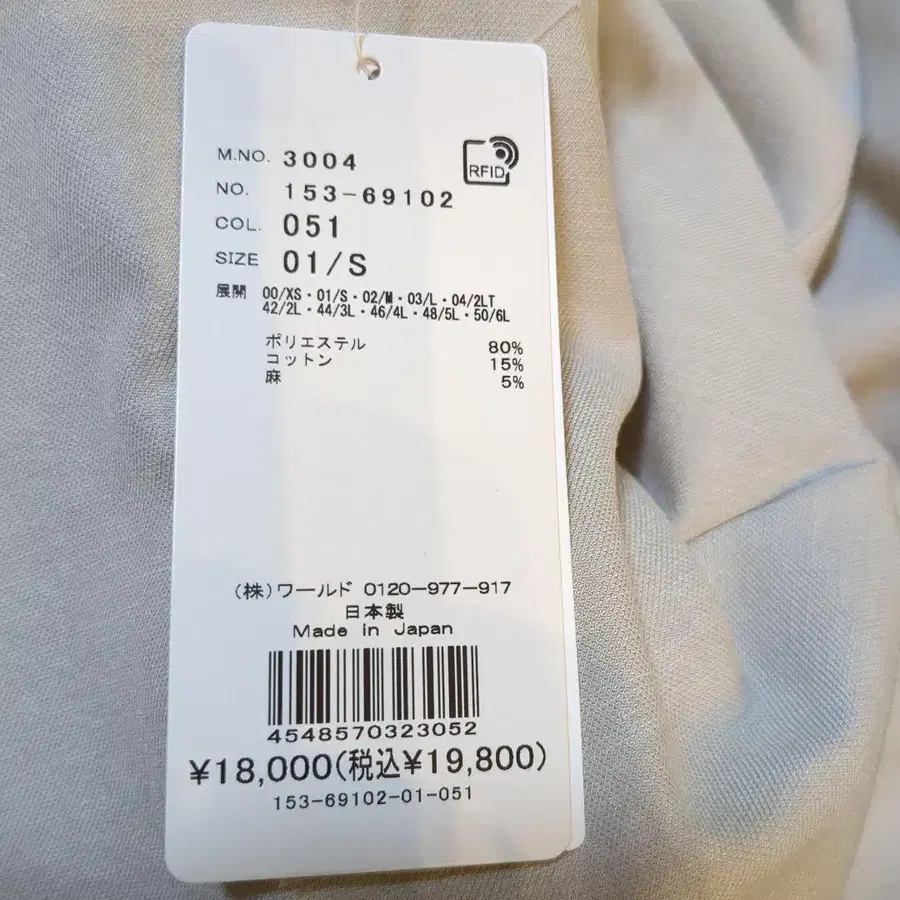 M.NO. 3004
RFID
NO. 153-69102
COL. 051
SIZE 01/S
展開 00/XS・01/S・02/M・03/L・04/2LT
42/2L・44/3L・46/4L・48/5L・50/6L
ポリエステル 80%
コットン 15%
麻 5%
(株)ワールド 0120-977-917
日本製
Made in Japan
4548570323052
¥18,000(税込¥19,800)
153-69102-01-051